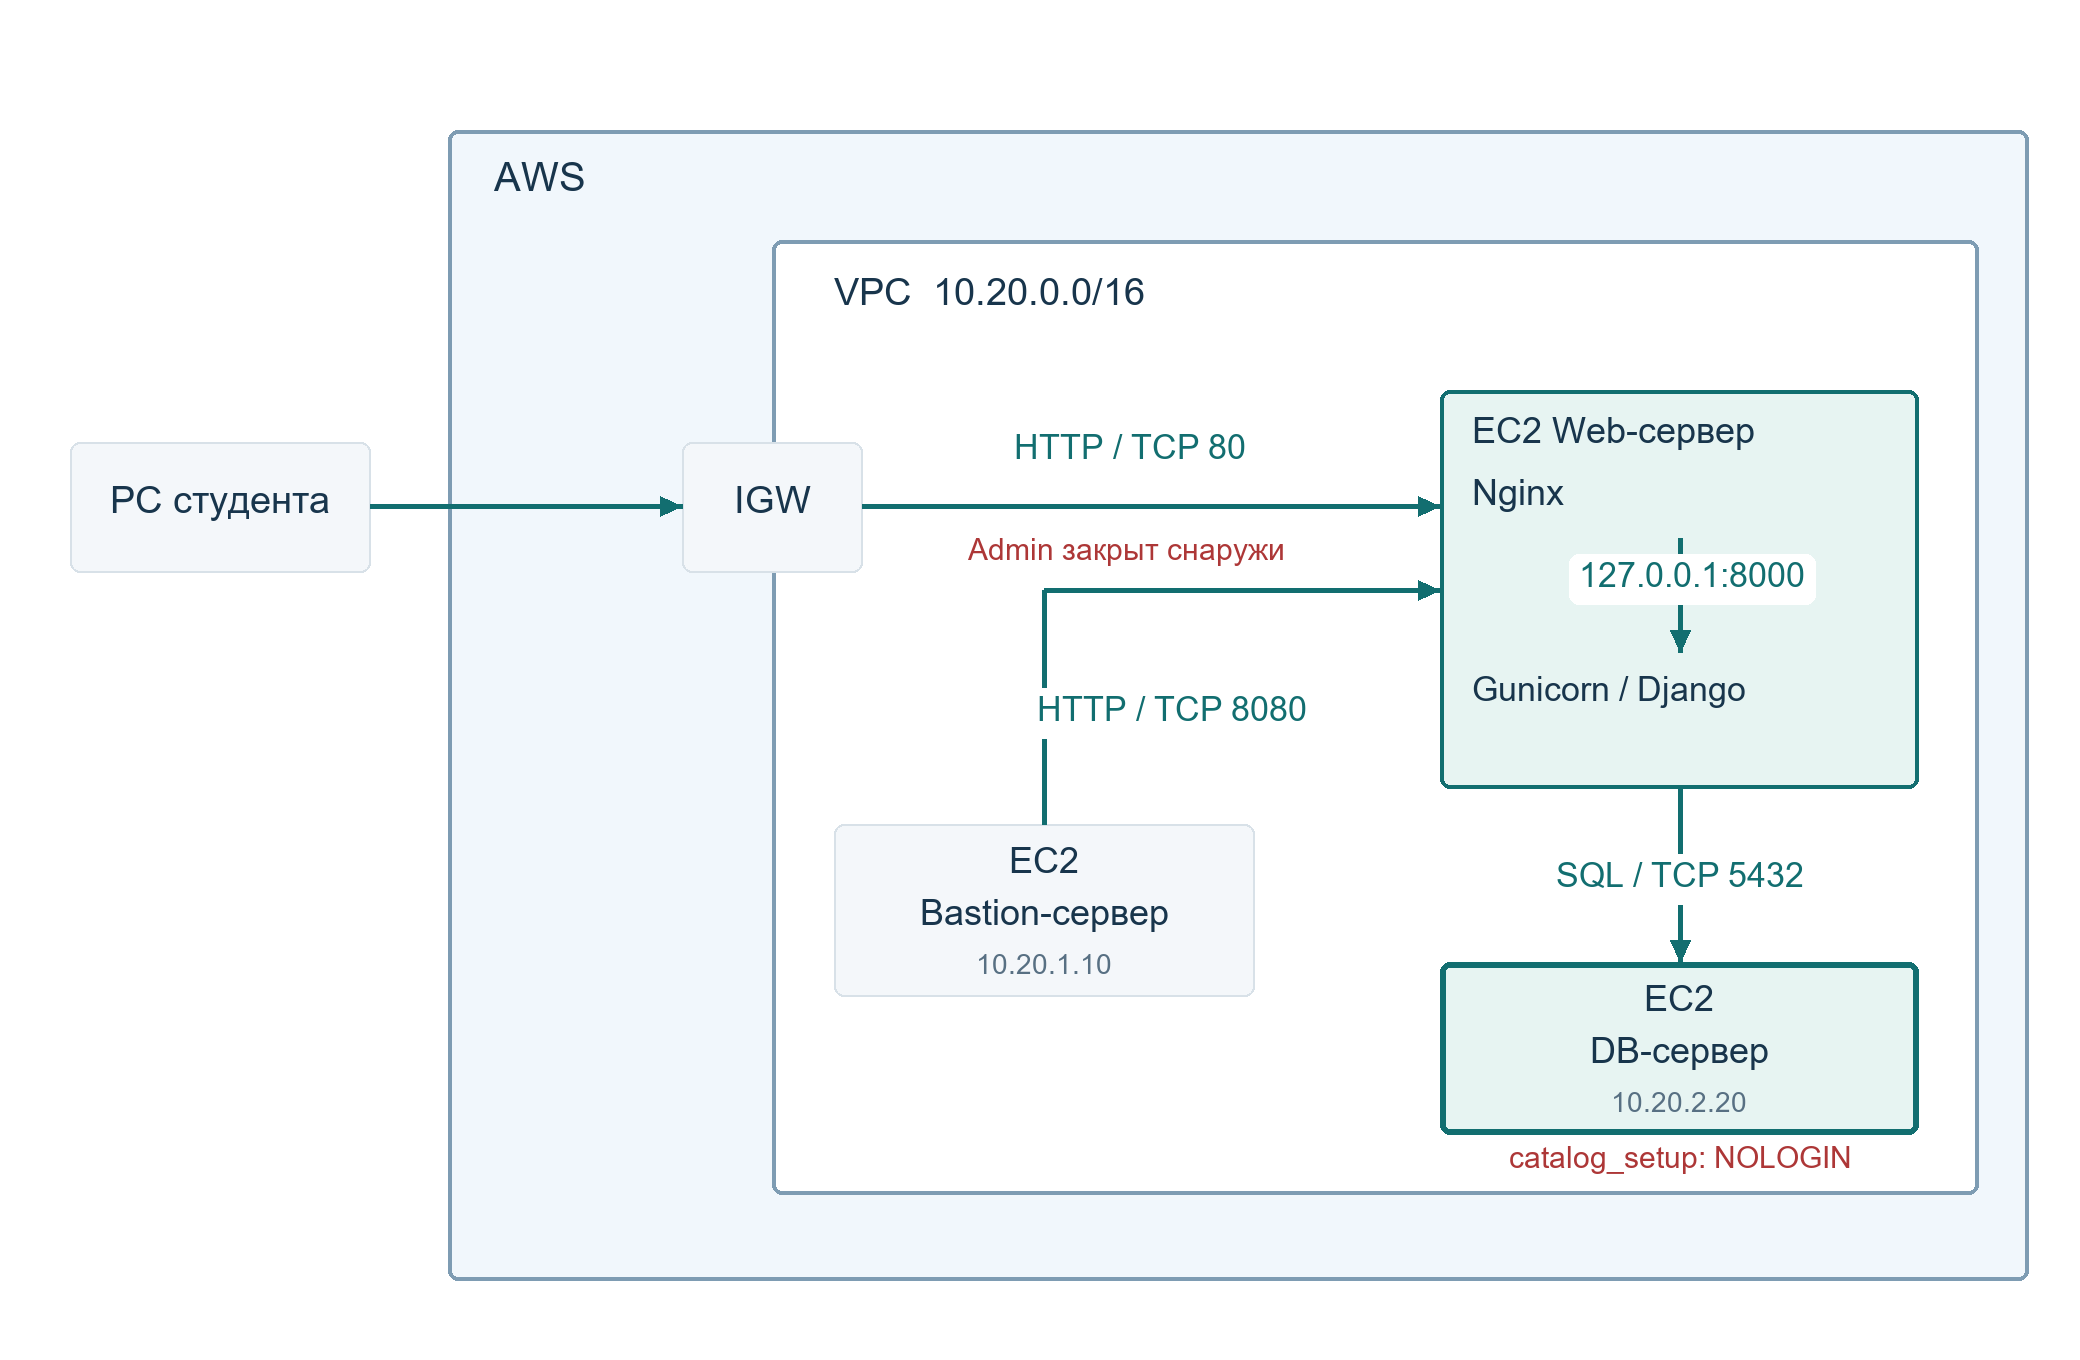 AWS
VPC 10.20.0.0/16
PC студента
IGW
HTTP / TCP 80
Admin закрыт снаружи
HTTP / TCP 8080
EC2 Web-сервер
Nginx
127.0.0.1:8000
Gunicorn / Django
EC2
Bastion-сервер
10.20.1.10
SQL / TCP 5432
EC2
DB-сервер
10.20.2.20
catalog_setup: NOLOGIN